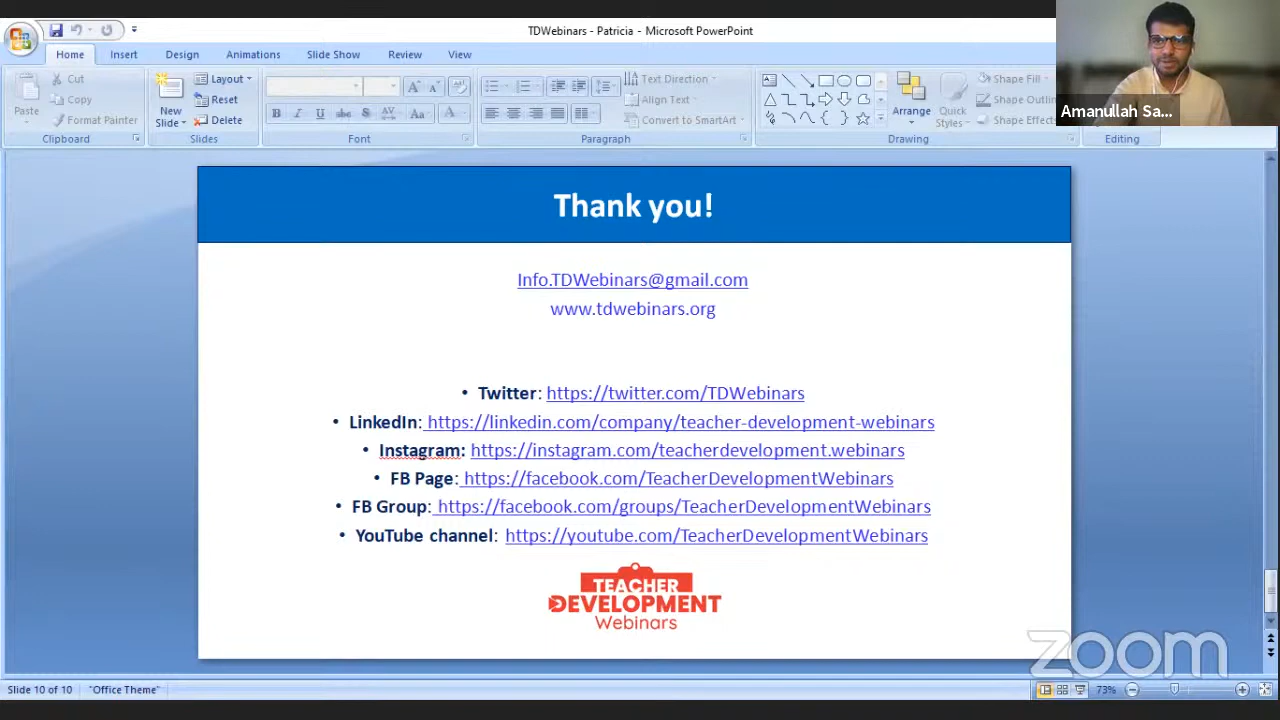 TDWebinars - Patricia - Microsoft PowerPoint
Home Insert Design Animations Slide Show Review View
Paste Cut Copy Format Painter
New Slide Layout Reset Delete
B I U abe S AV Aa A
Text Direction Align Text Convert to SmartArt
Arrange Quick Styles Shape Fill Shape Outlin Shape Effects
Clipboard Slides Font Paragraph Drawing Editing
Amanullah Sa...
Thank you!
Info.TDWebinars@gmail.com
www.tdwebinars.org
• Twitter: https://twitter.com/TDWebinars
• LinkedIn: https://linkedin.com/company/teacher-development-webinars
• Instagram: https://instagram.com/teacherdevelopment.webinars
• FB Page: https://facebook.com/TeacherDevelopmentWebinars
• FB Group: https://facebook.com/groups/TeacherDevelopmentWebinars
• YouTube channel: https://youtube.com/TeacherDevelopmentWebinars
TEACHER
DEVELOPMENT
Webinars
zoom
Slide 10 of 10 "Office Theme" 73%